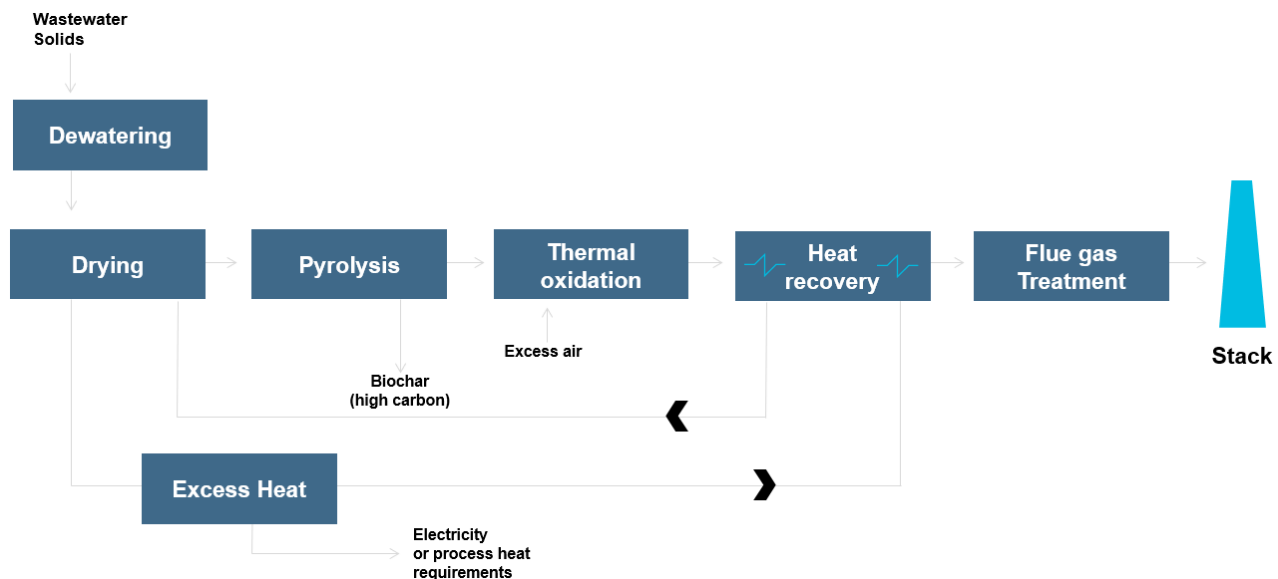 Wastewater
Solids
Dewatering
Drying
Pyrolysis
Thermal
oxidation
Heat
recovery
Flue gas
Treatment
Stack
Excess air
Biochar
(high carbon)
Excess Heat
Electricity
or process heat
requirements